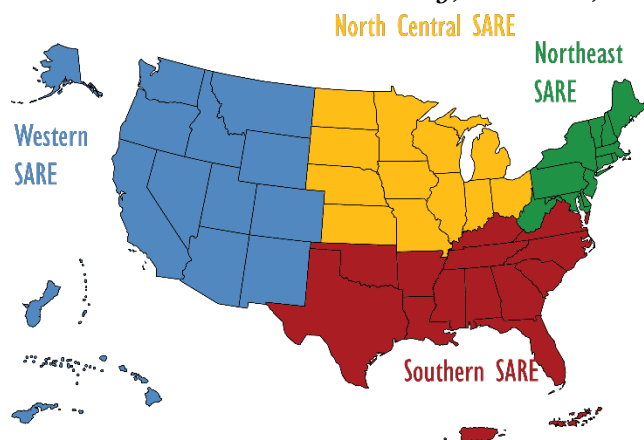 North Central SARE
Northeast
SARE
Western
SARE
Southern SARE